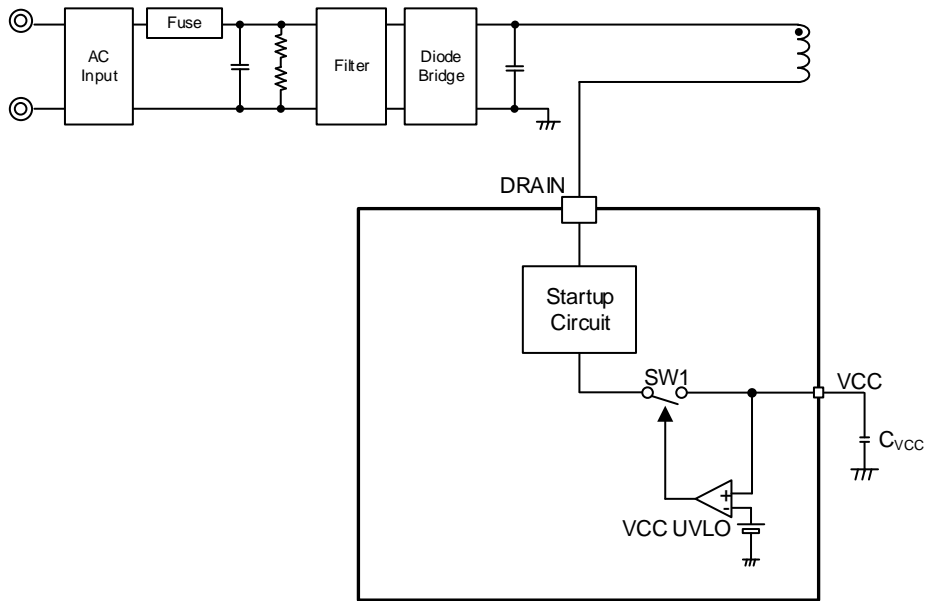 Fuse
AC
Input
Filter
Diode
Bridge
DRAIN
Startup
Circuit
SW1
VCC
CVCC
+
-
VCC UVLO